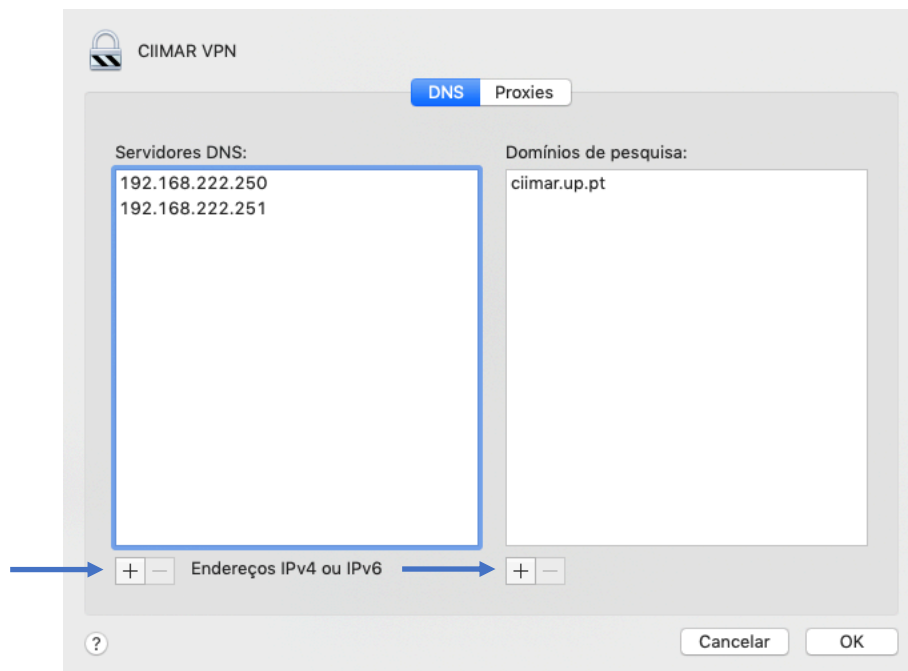 CIIMAR VPN
DNS Proxies
Servidores DNS:
192.168.222.250
192.168.222.251
Domínios de pesquisa:
ciimar.up.pt
+ − Endereços IPv4 ou IPv6
+ −
? Cancelar OK